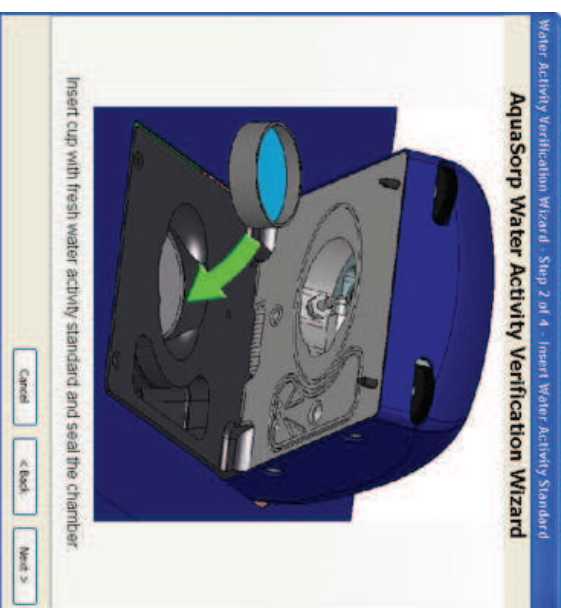 Water Activity Verification Wizard - Step 2 of 4 - Insert Water Activity Standard
AquaSorp Water Activity Verification Wizard
Insert cup with fresh water activity standard and seal the chamber.
Cancel
< Back
Next >